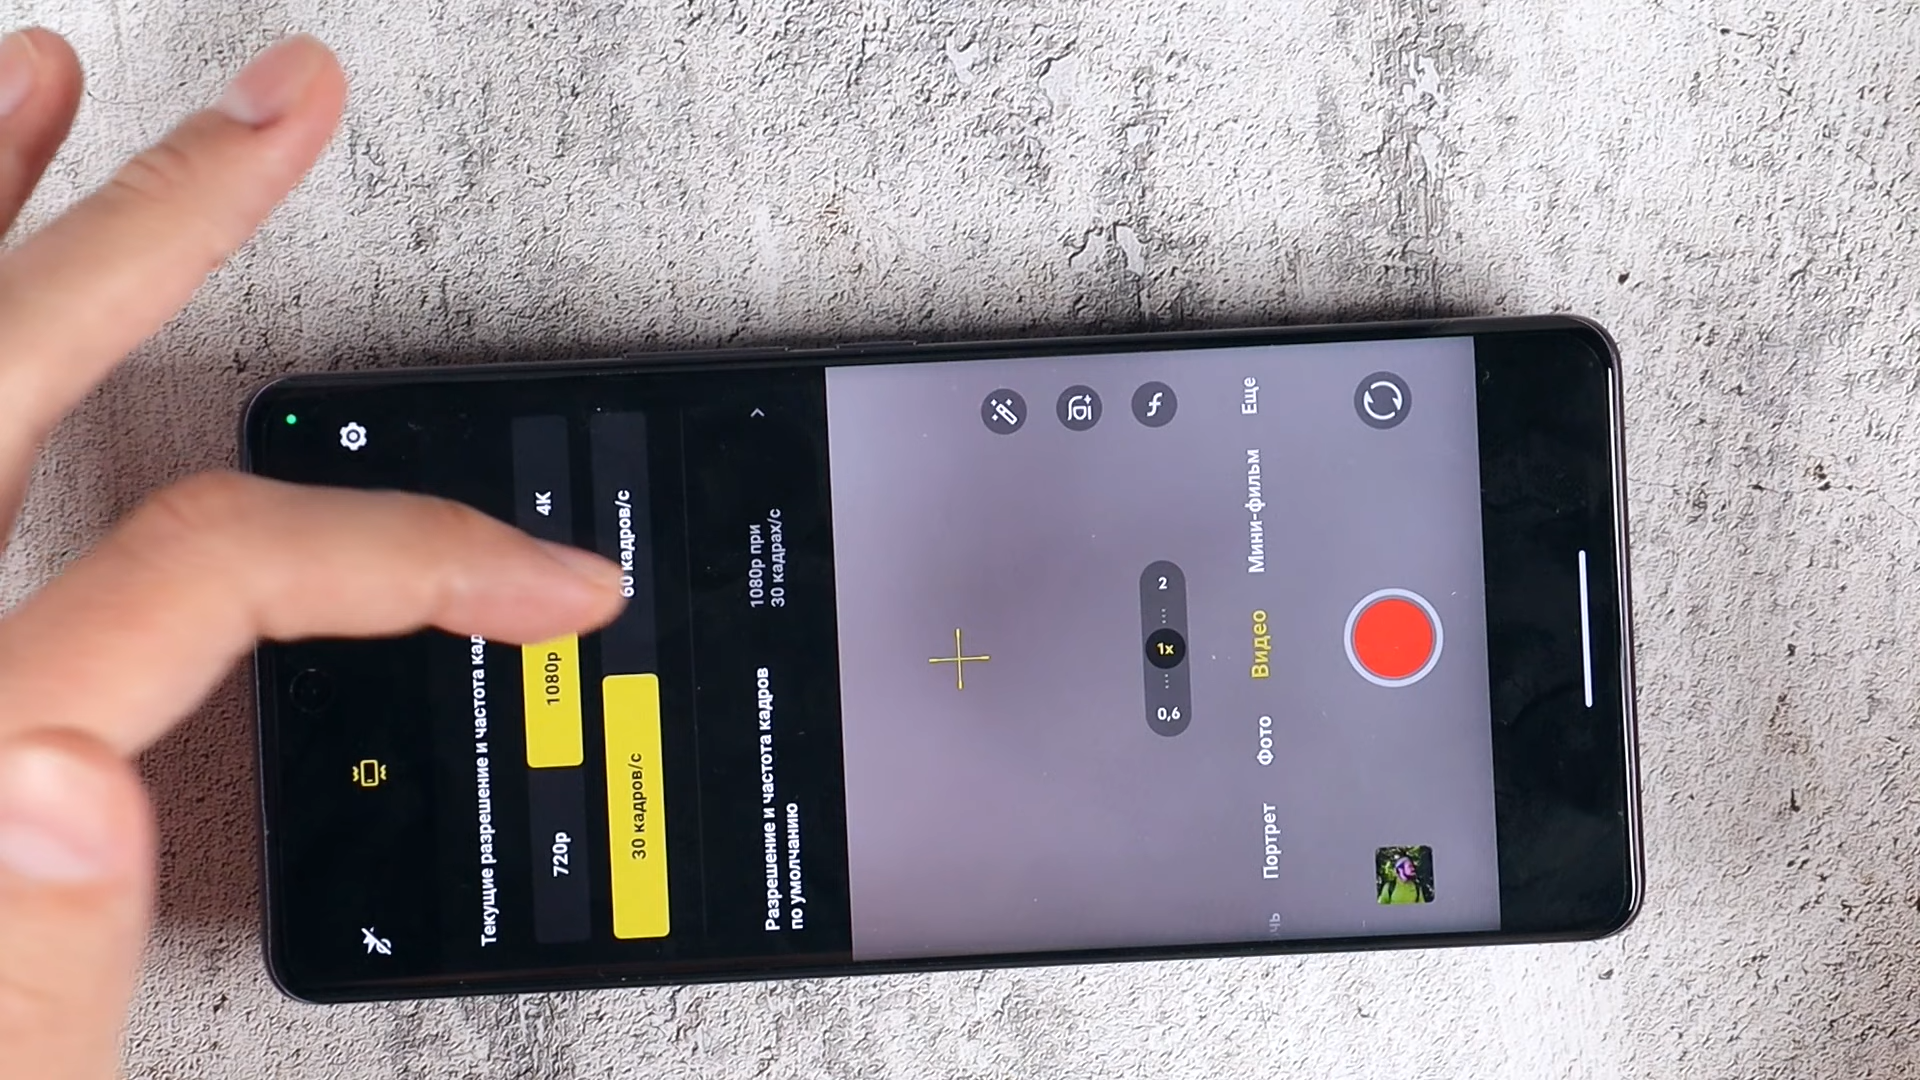 Текущие разрешение и частота кад
720p 1080p 4K
30 кадров/с 60 кадров/с
Разрешение и частота кадров
по умолчанию
1080p при
30 кадрах/с
0,6 1x 2
чь Портрет Фото Видео Мини-фильм Еще